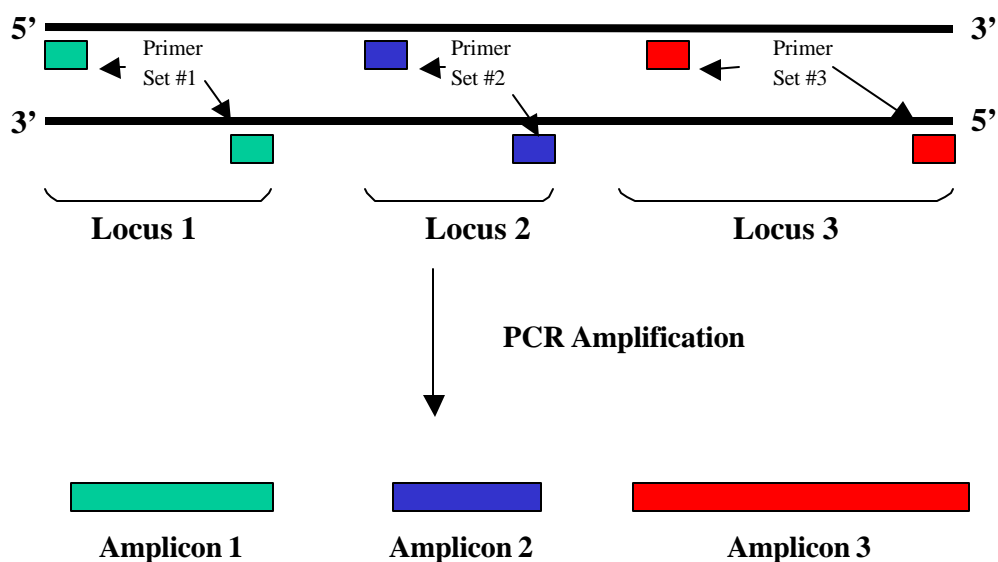 5’ 3’
Primer Set #1
Primer Set #2
Primer Set #3
3’ 5’
Locus 1 Locus 2 Locus 3
PCR Amplification
Amplicon 1 Amplicon 2 Amplicon 3